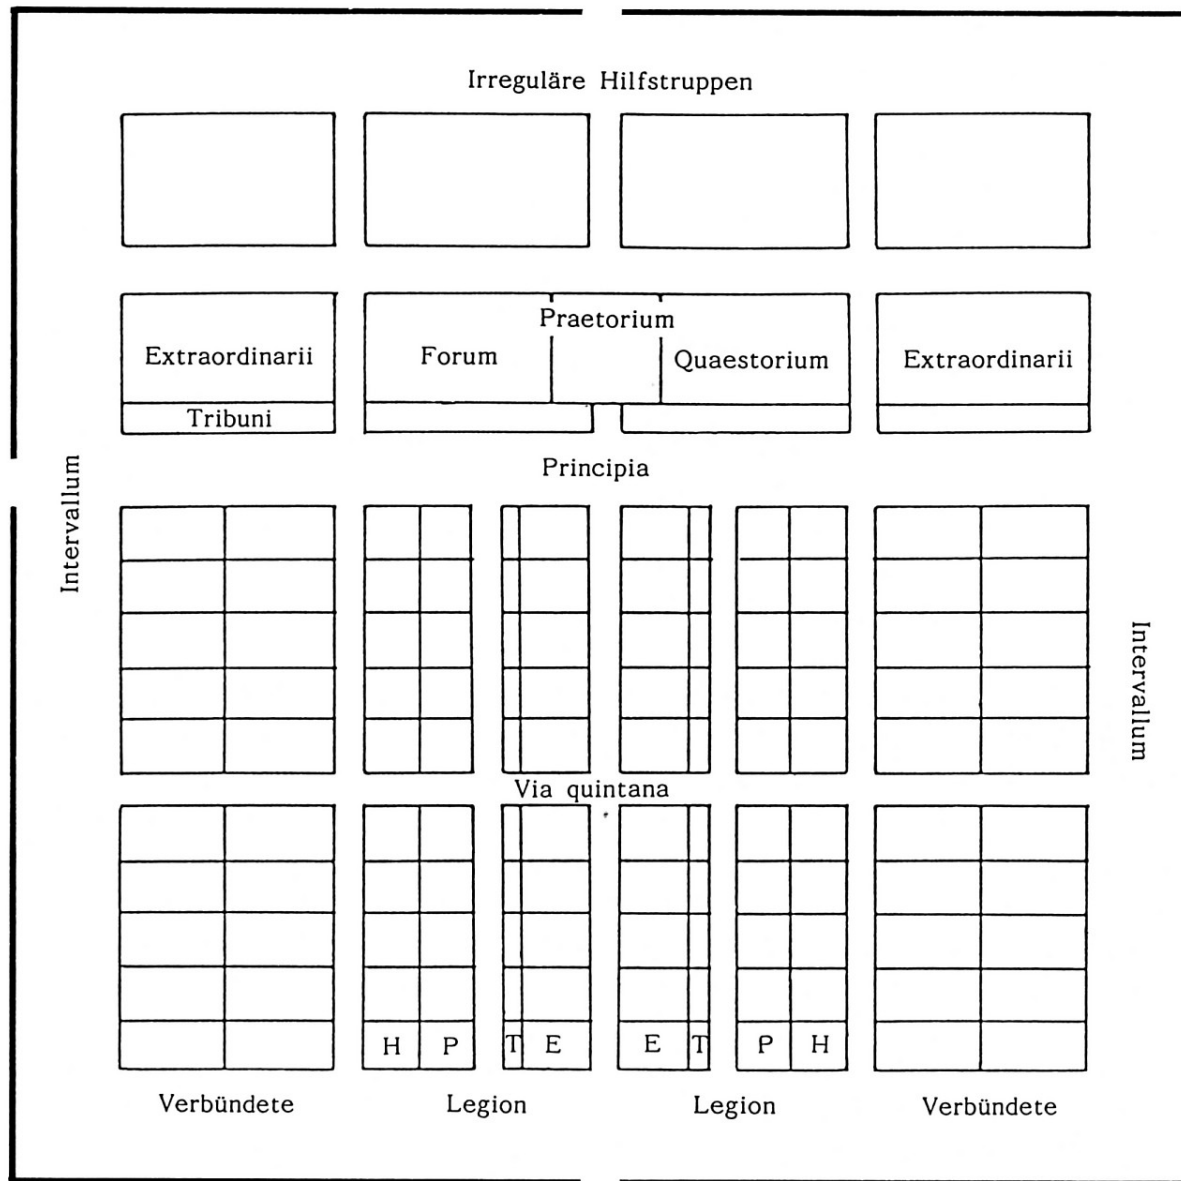 Irreguläre Hilfstruppen
Praetorium
Extraordinarii
Forum
Quaestorium
Extraordinarii
Tribuni
Principia
Intervallum
Intervallum
Via quintana
H P T E E T P H
Verbündete Legion Legion Verbündete